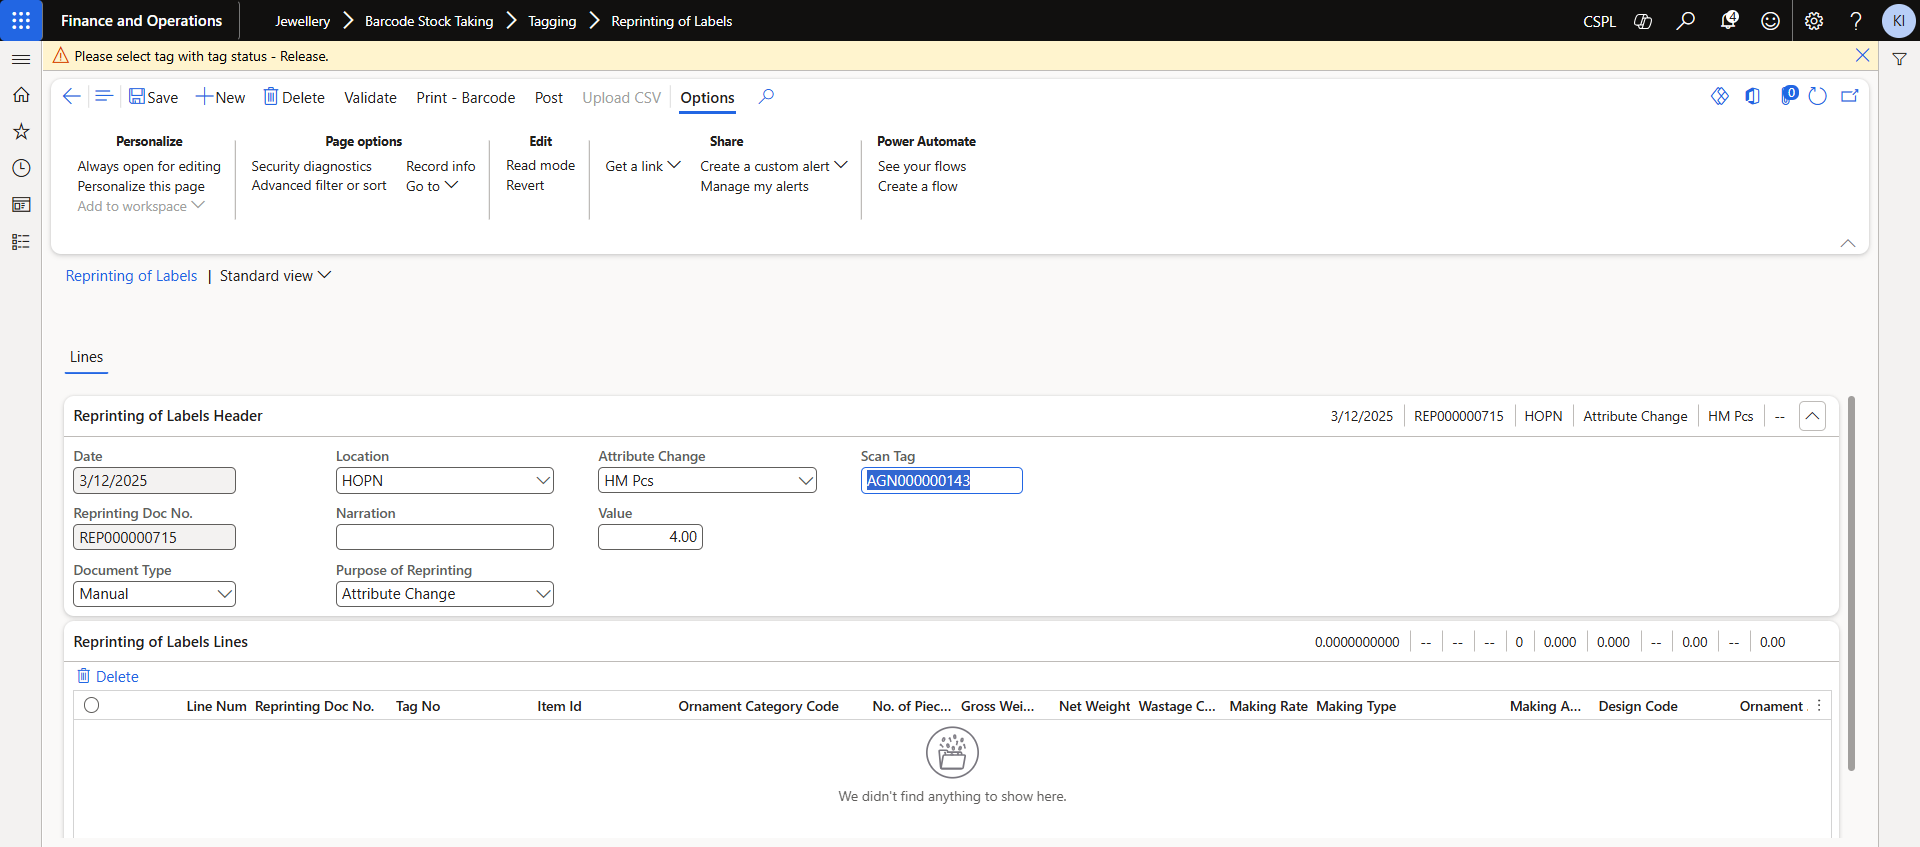 Finance and Operations
Jewellery > Barcode Stock Taking > Tagging > Reprinting of Labels
CSPL
4
?
KI
Please select tag with tag status - Release.
Save
New
Delete
Validate
Print - Barcode
Post
Upload CSV
Options
0
Personalize
Always open for editing
Personalize this page
Add to workspace
Page options
Security diagnostics
Advanced filter or sort
Record info
Go to
Edit
Read mode
Revert
Share
Get a link
Create a custom alert
Manage my alerts
Power Automate
See your flows
Create a flow
Reprinting of Labels | Standard view
Lines
Reprinting of Labels Header
3/12/2025 | REP000000715 | HOPN | Attribute Change | HM Pcs | --
Date
3/12/2025
Reprinting Doc No.
REP000000715
Document Type
Manual
Location
HOPN
Narration
Purpose of Reprinting
Attribute Change
Attribute Change
HM Pcs
Value
4.00
Scan Tag
AGN000000143
Reprinting of Labels Lines
0.0000000000 | -- | -- | -- | 0 | 0.000 | 0.000 | -- | 0.00 | -- | 0.00
Delete
Line Num Reprinting Doc No. Tag No Item Id Ornament Category Code No. of Piec... Gross Wei... Net Weight Wastage C... Making Rate Making Type Making A... Design Code Ornament
We didn't find anything to show here.